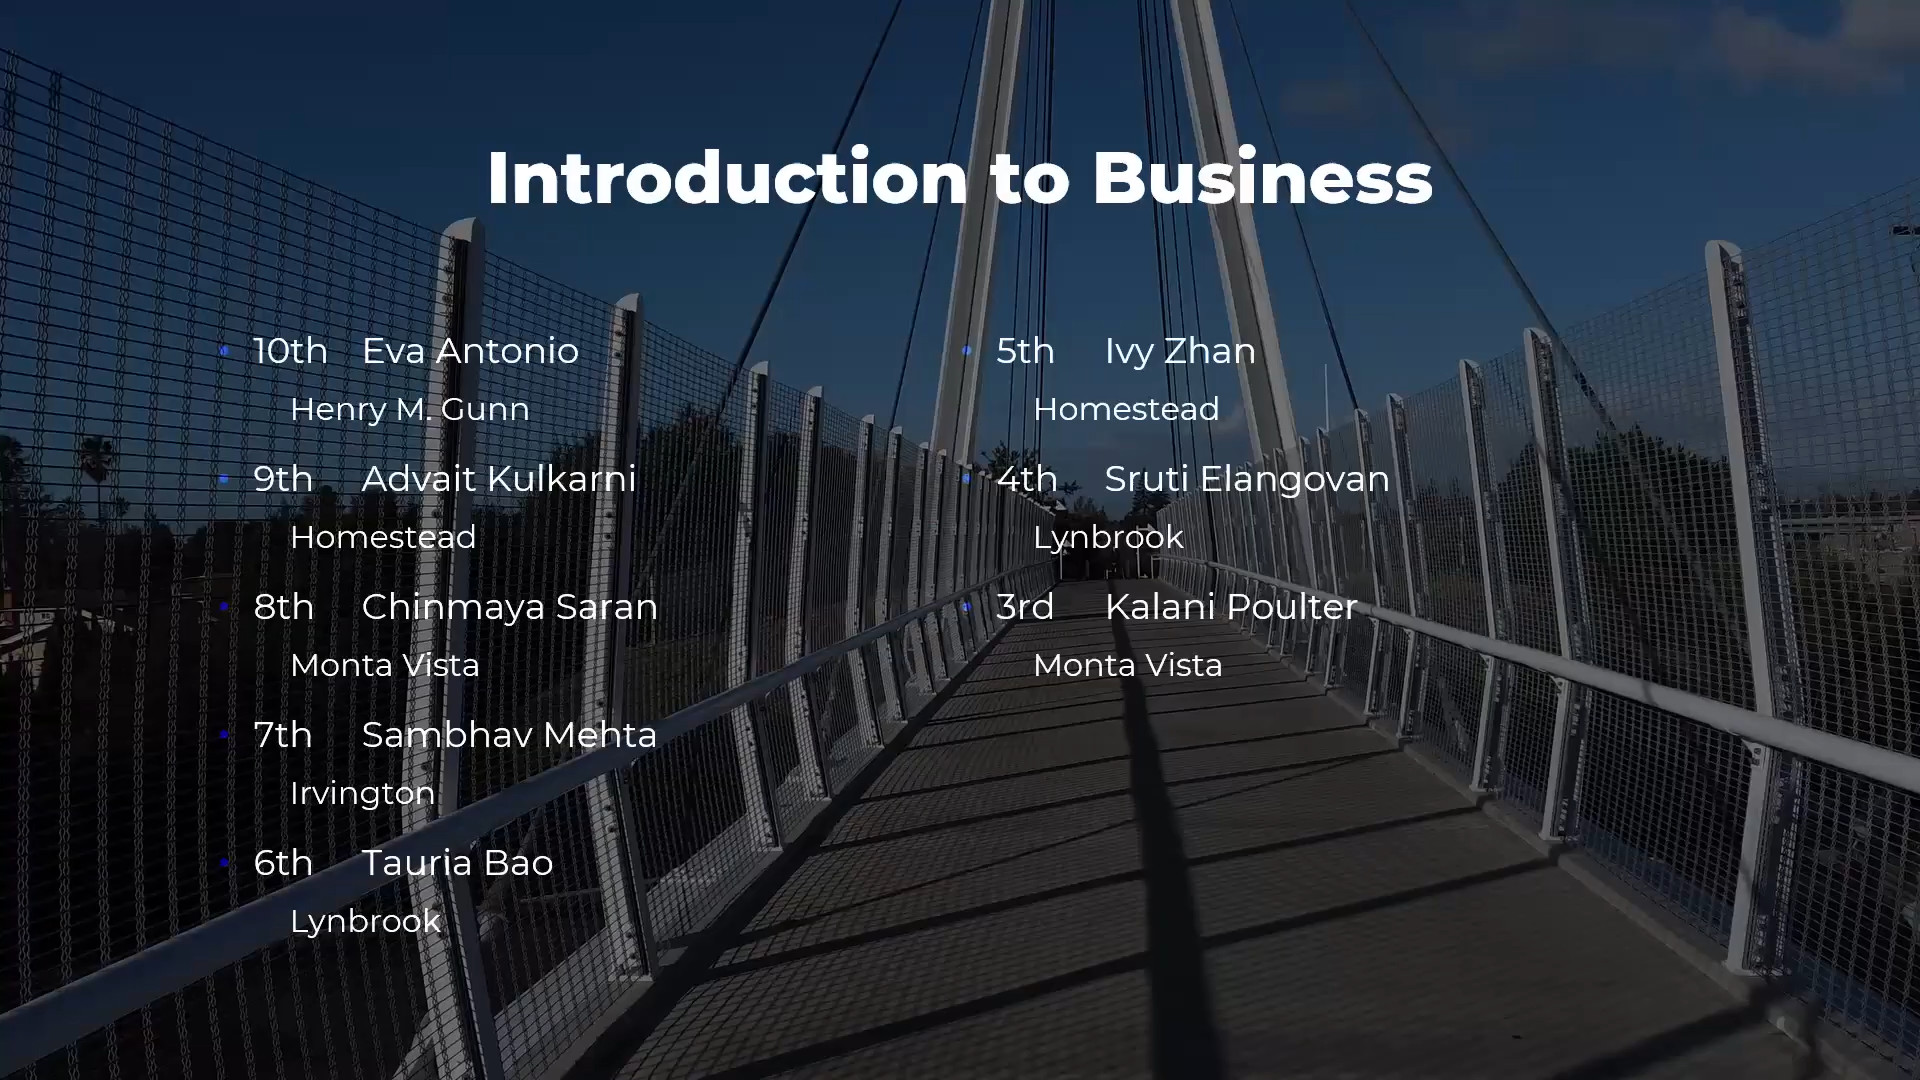 Introduction to Business
10th Eva Antonio
Henry M. Gunn
9th Advait Kulkarni
Homestead
8th Chinmaya Saran
Monta Vista
7th Sambhav Mehta
Irvington
6th Tauria Bao
Lynbrook
5th Ivy Zhan
Homestead
4th Sruti Elangovan
Lynbrook
3rd Kalani Poulter
Monta Vista